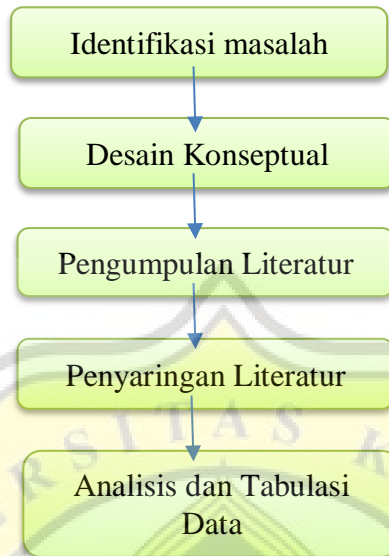 Identifikasi masalah
Desain Konseptual
Pengumpulan Literatur
Penyaringan Literatur
Analisis dan Tabulasi
Data